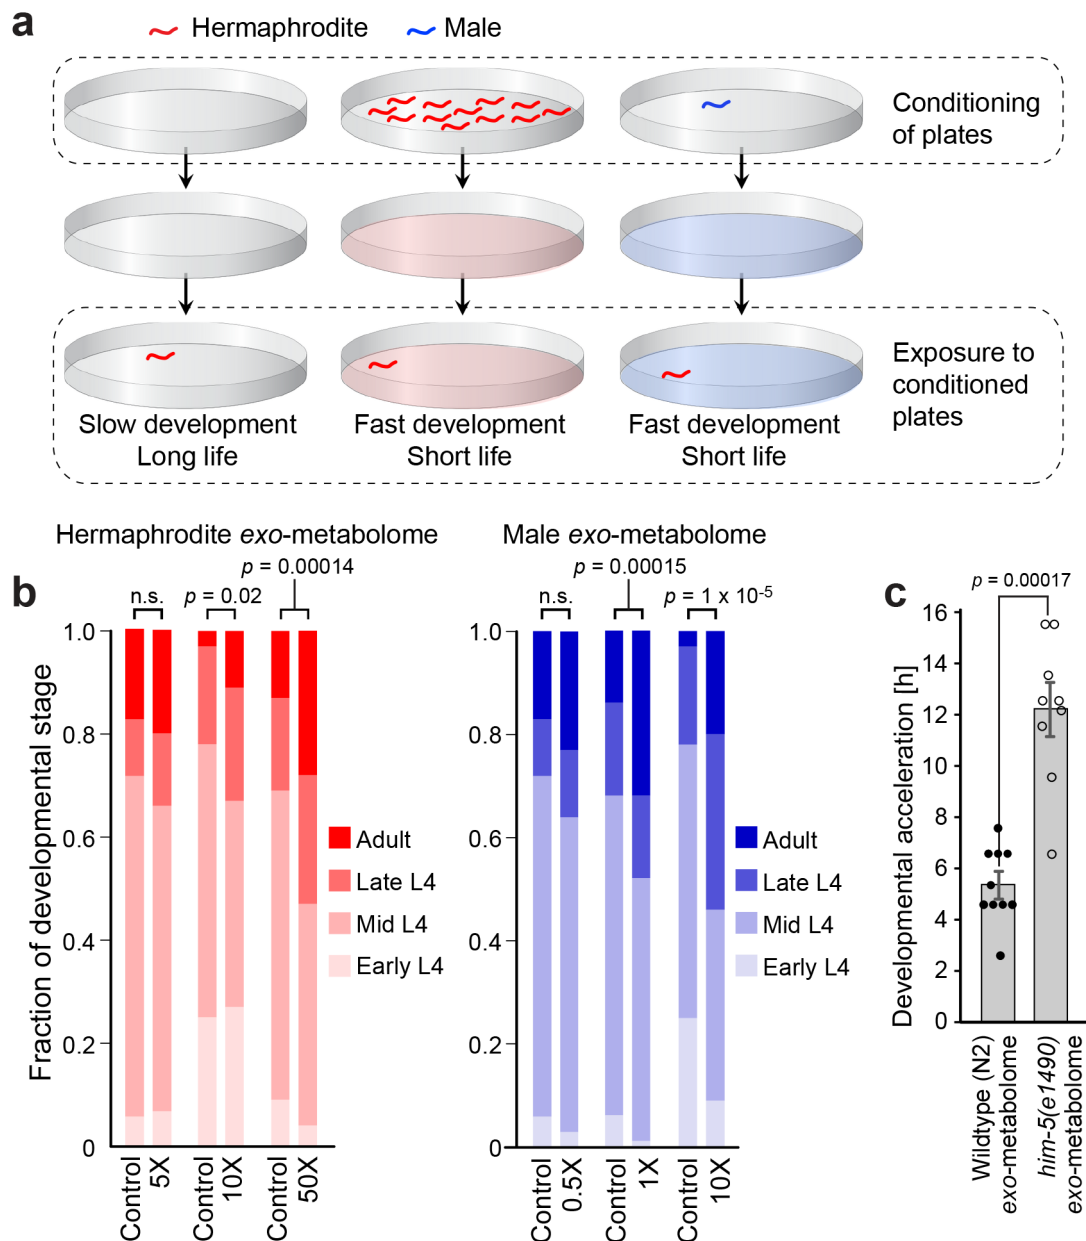 a
Hermaphrodite
Male
Conditioning
of plates
Exposure to
conditioned
plates
Slow development
Long life
Fast development
Short life
Fast development
Short life
b
Hermaphrodite exo-metabolome
n.s.
p = 0.02
p = 0.00014
Fraction of developmental stage
1.0
0.8
0.6
0.4
0.2
0
Adult
Late L4
Mid L4
Early L4
Control
5X
Control
10X
Control
50X
Male exo-metabolome
n.s.
p = 0.00015
p = 1 x 10⁻⁵
1.0
0.8
0.6
0.4
0.2
0
Adult
Late L4
Mid L4
Early L4
Control
0.5X
Control
1X
Control
10X
c
p = 0.00017
Developmental acceleration [h]
16
14
12
10
8
6
4
2
0
Wildtype (N2)
exo-metabolome
him-5(e1490)
exo-metabolome